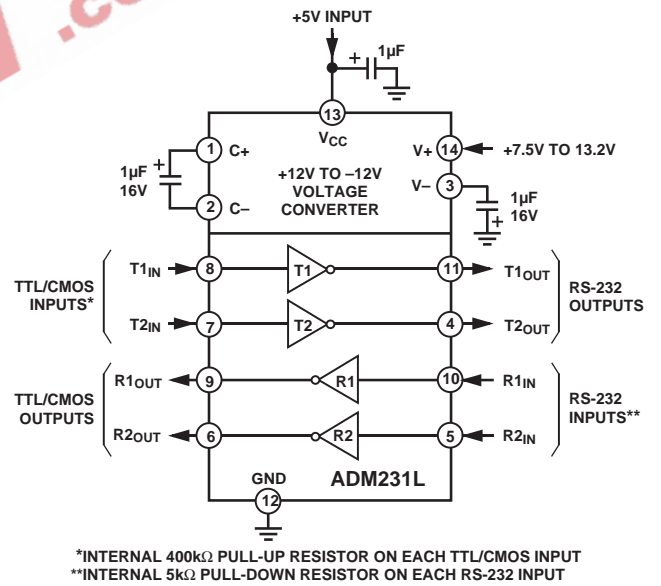 .co
+5V INPUT
+ 1µF
13
VCC
1 C+
1µF +
16V
2 C–
+12V TO –12V
VOLTAGE
CONVERTER
V+ 14 +7.5V TO 13.2V
V– 3
1µF
+ 16V
TTL/CMOS
INPUTS*
T1IN 8 T1 11 T1OUT
T2IN 7 T2 4 T2OUT
RS-232
OUTPUTS
TTL/CMOS
OUTPUTS
R1OUT 9 R1 10 R1IN
R2OUT 6 R2 5 R2IN
RS-232
INPUTS**
GND
12
ADM231L
*INTERNAL 400kΩ PULL-UP RESISTOR ON EACH TTL/CMOS INPUT
**INTERNAL 5kΩ PULL-DOWN RESISTOR ON EACH RS-232 INPUT